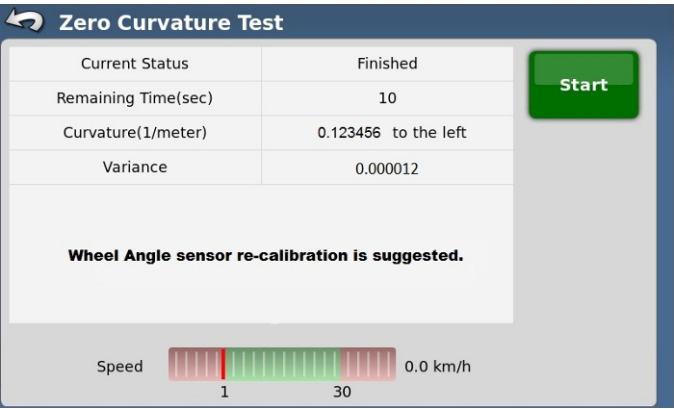 Zero Curvature Test
Current Status Finished
Start
Remaining Time(sec) 10
Curvature(1/meter) 0.123456 to the left
Variance 0.000012
Wheel Angle sensor re-calibration is suggested.
Speed 0.0 km/h
1 30